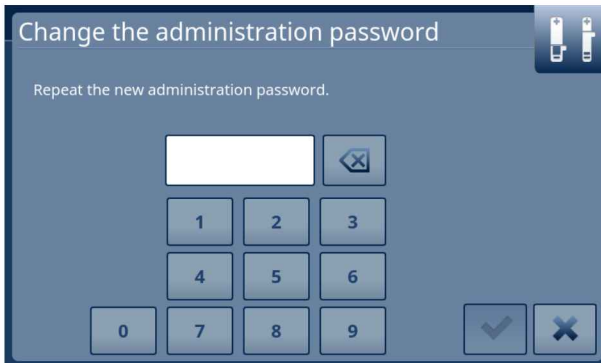 Change the administration password
Repeat the new administration password.
1 2 3
4 5 6
0 7 8 9